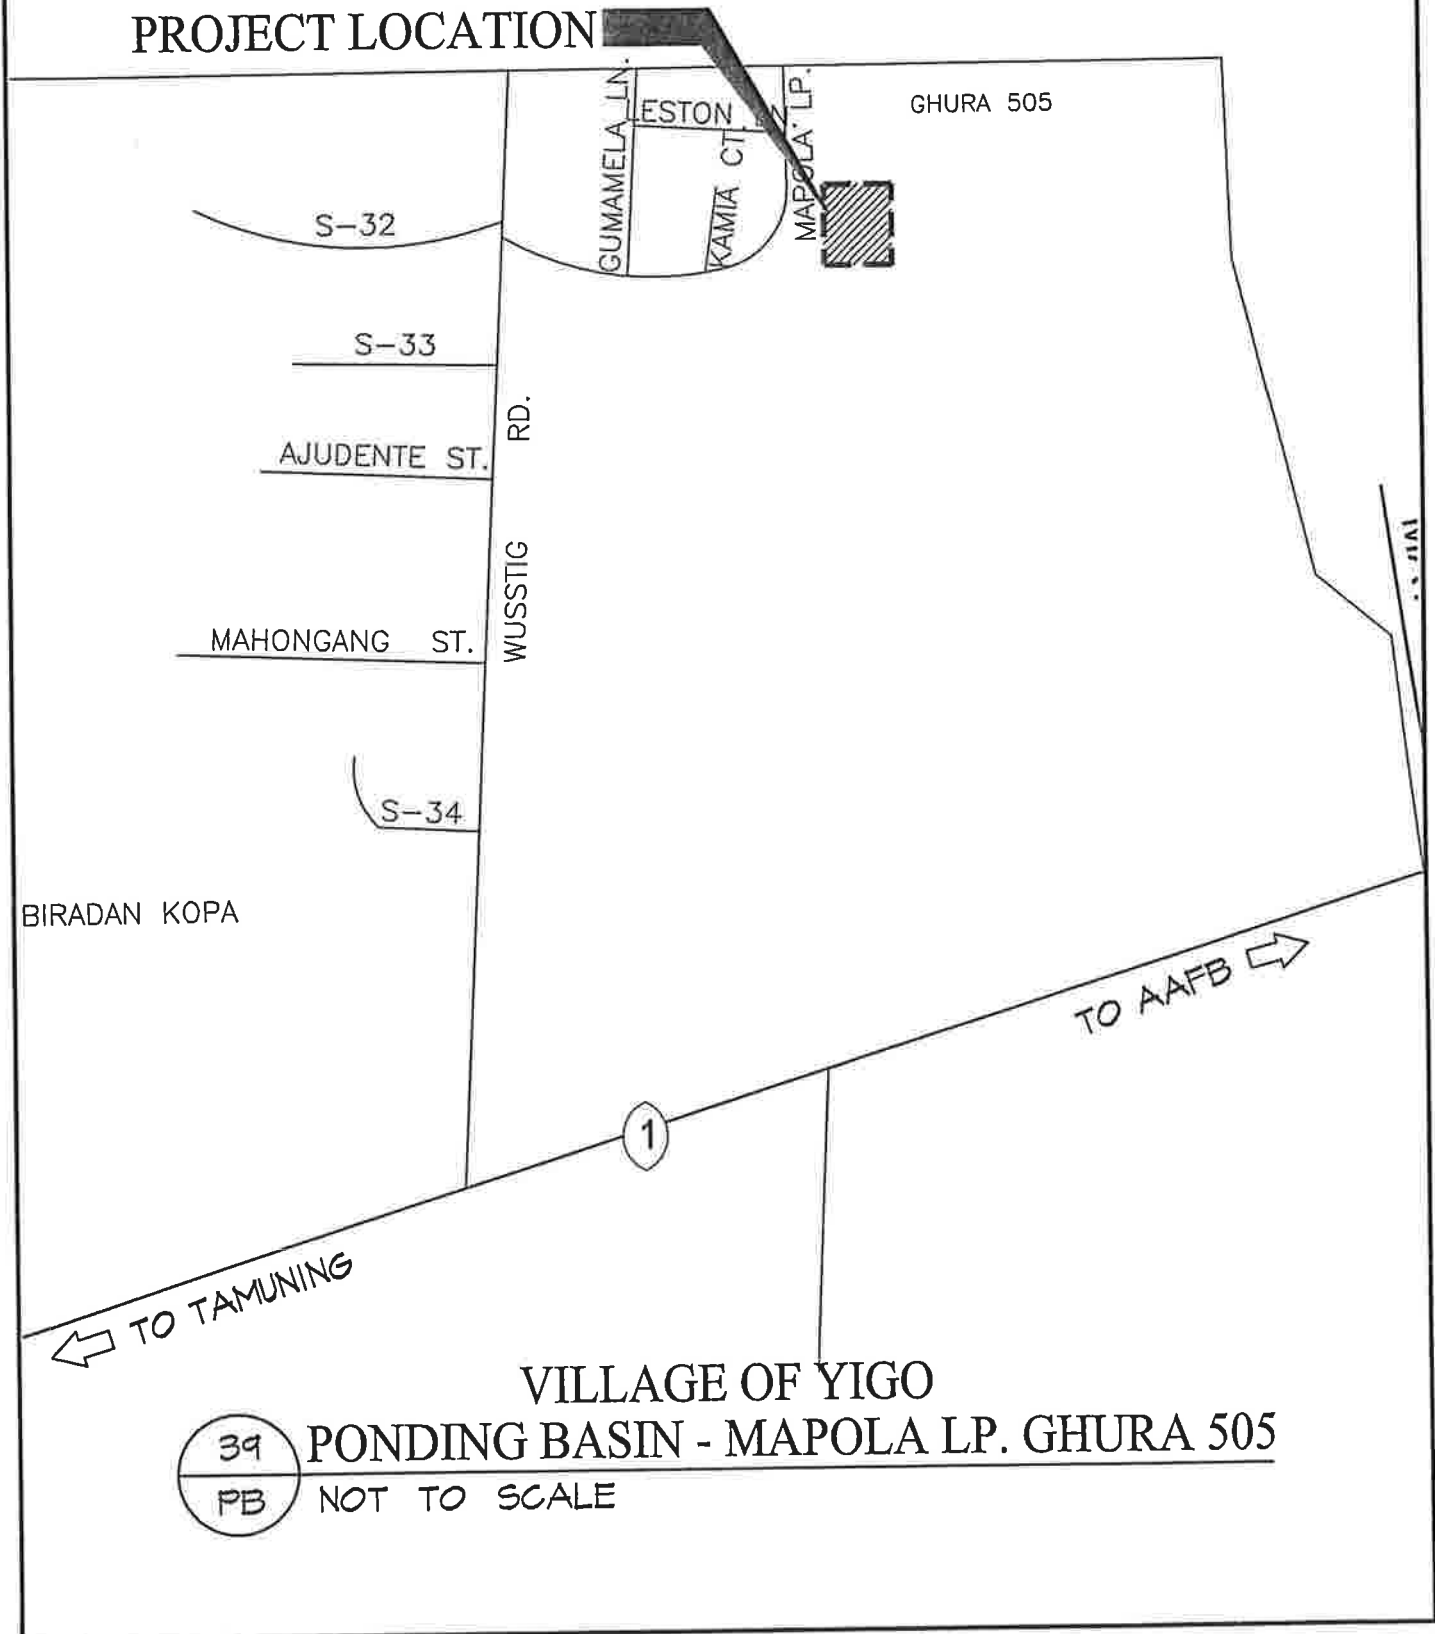 PROJECT LOCATION
GUMAMELA LN.
LESTON LN.
KAMIA CT.
MAPOLA LP.
GHURA 505
S-32
S-33
AJUDENTE ST.
WUSSTIG RD.
MAHONGANG ST.
S-34
BIRADAN KOPA
TO AAFB
1
TO TAMUNING
VILLAGE OF YIGO
39
PB
PONDING BASIN - MAPOLA LP. GHURA 505
NOT TO SCALE